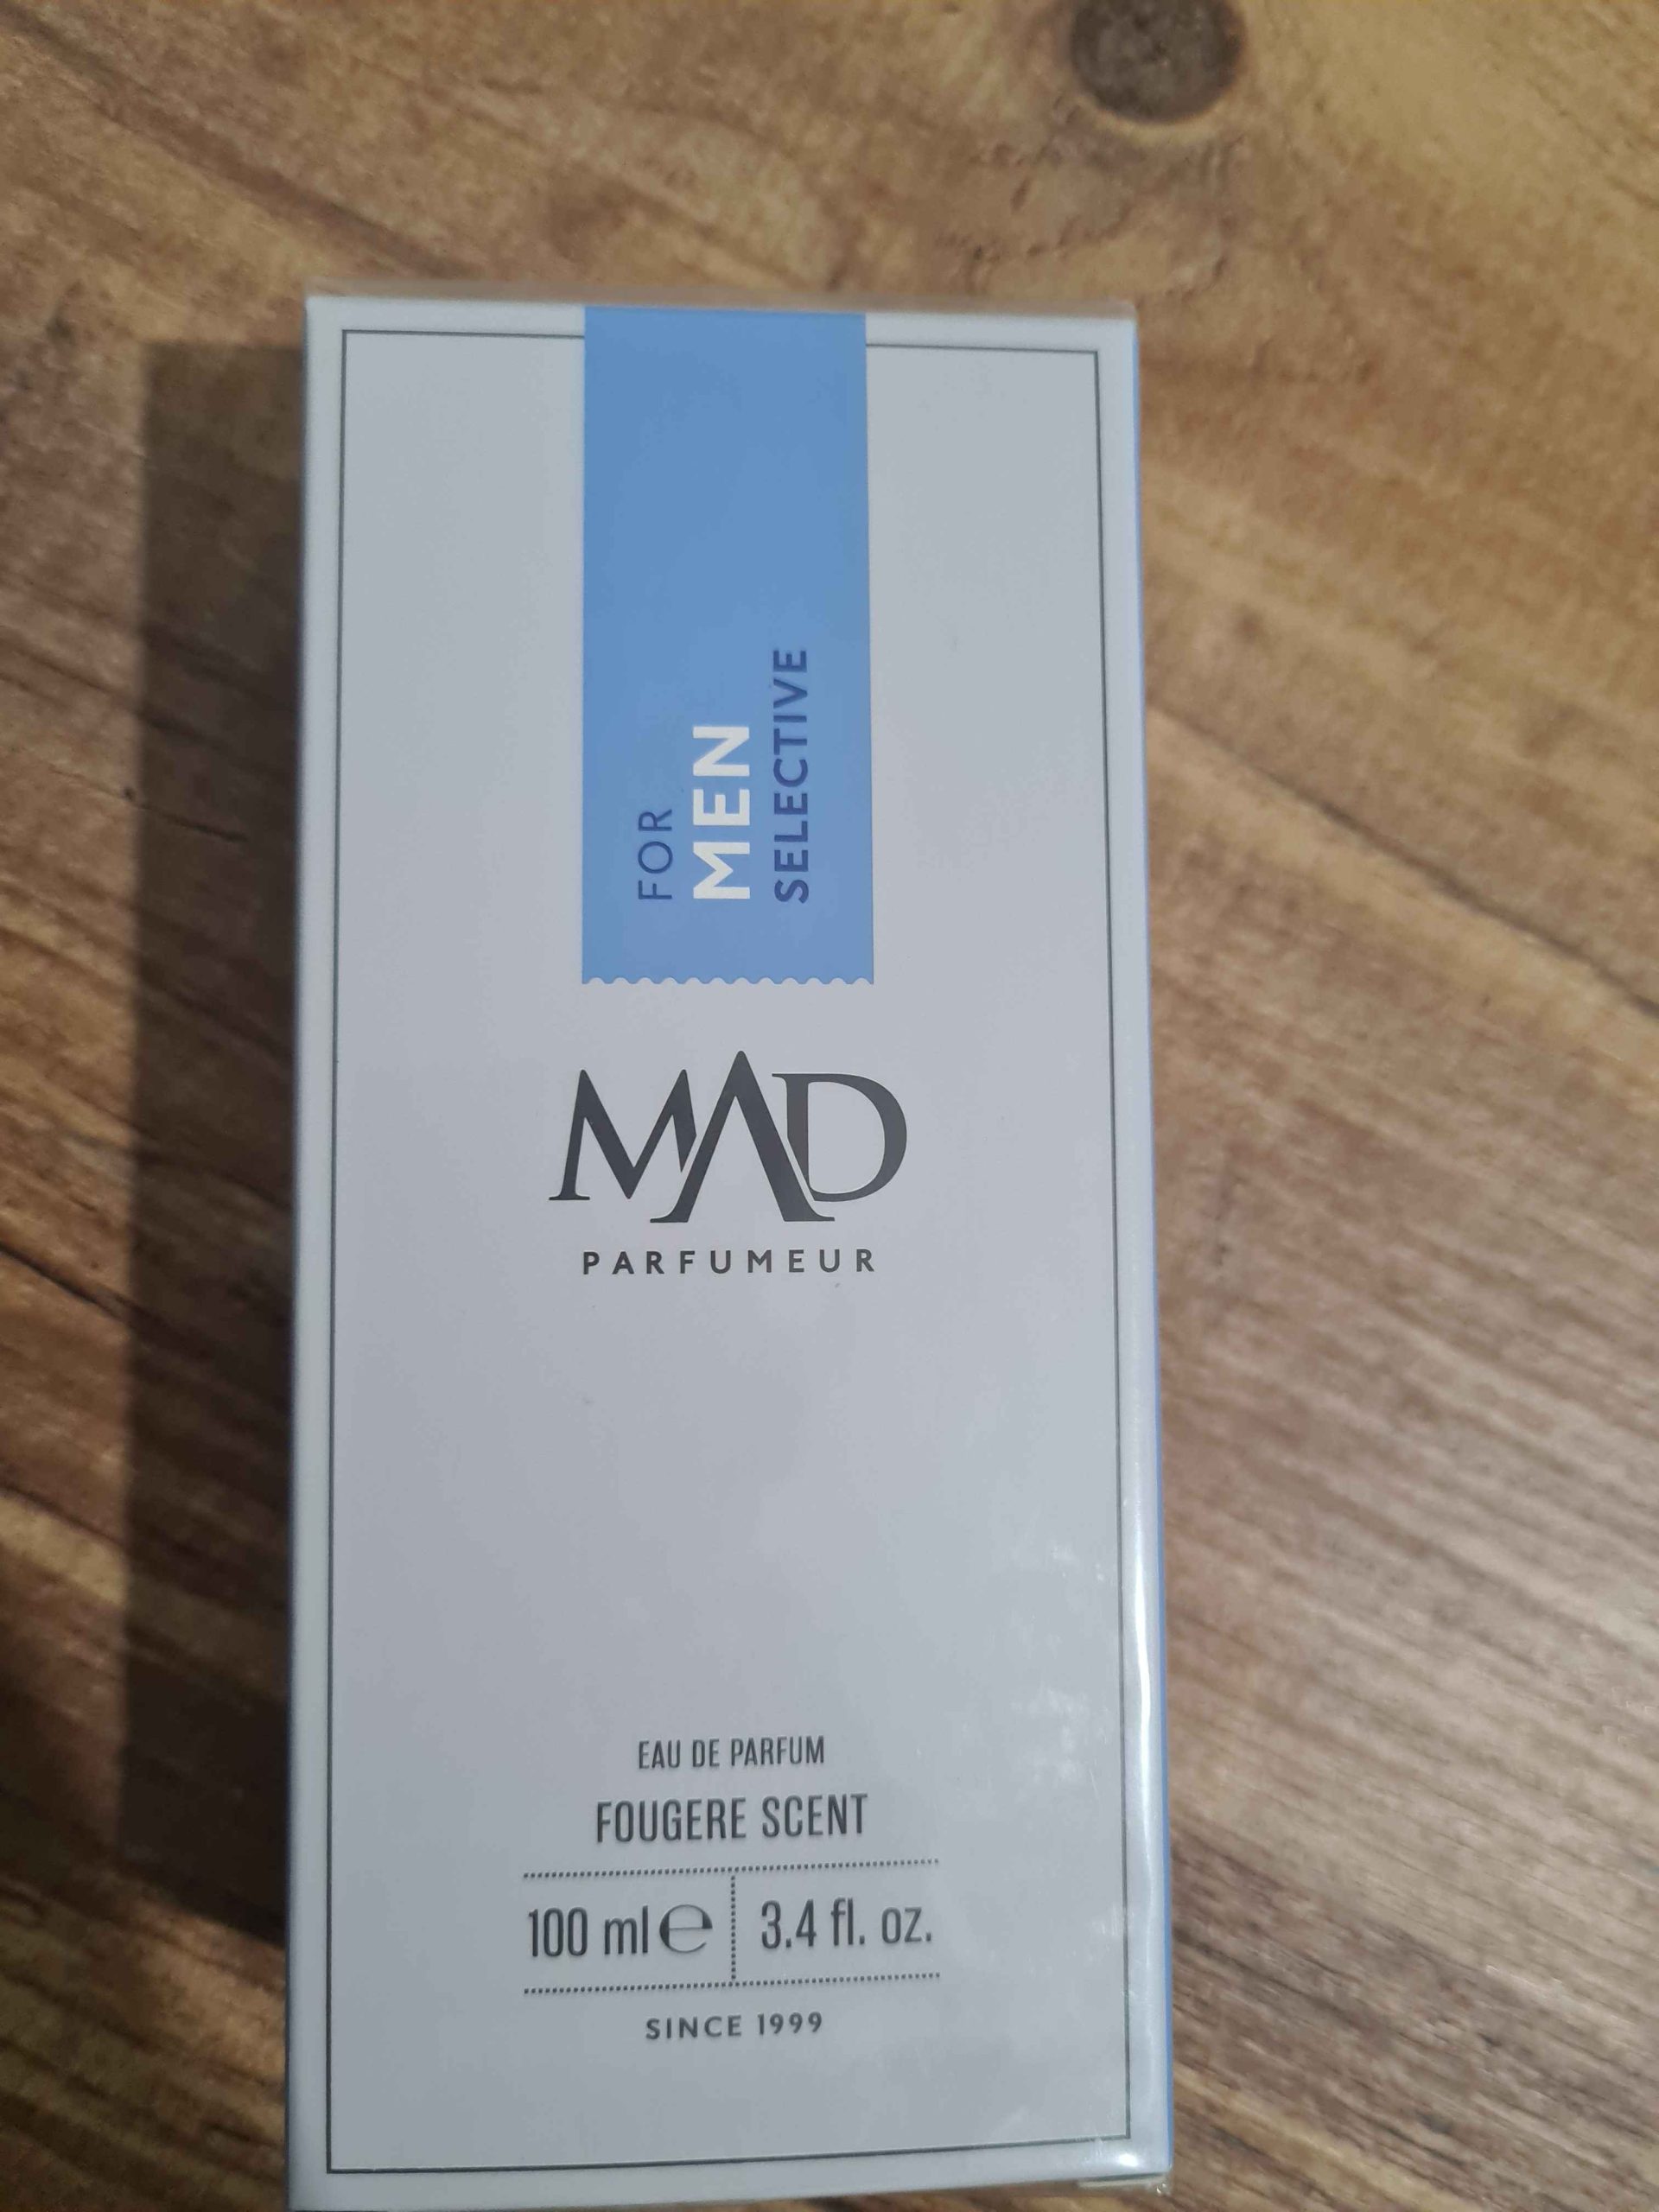 FOR
MEN
SELECTIVE
MAD
PARFUMEUR
EAU DE PARFUM
FOUGERE SCENT
100 ml e 3.4 fl. oz.
SINCE 1999